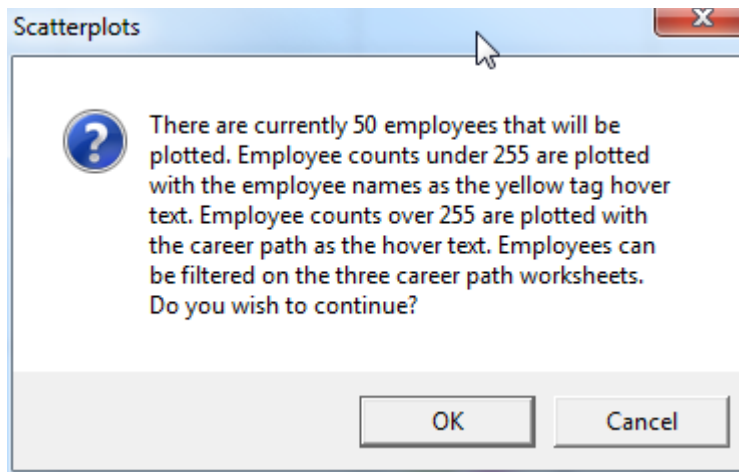 Scatterplots
There are currently 50 employees that will be
plotted. Employee counts under 255 are plotted
with the employee names as the yellow tag hover
text. Employee counts over 255 are plotted with
the career path as the hover text. Employees can
be filtered on the three career path worksheets.
Do you wish to continue?
OK
Cancel